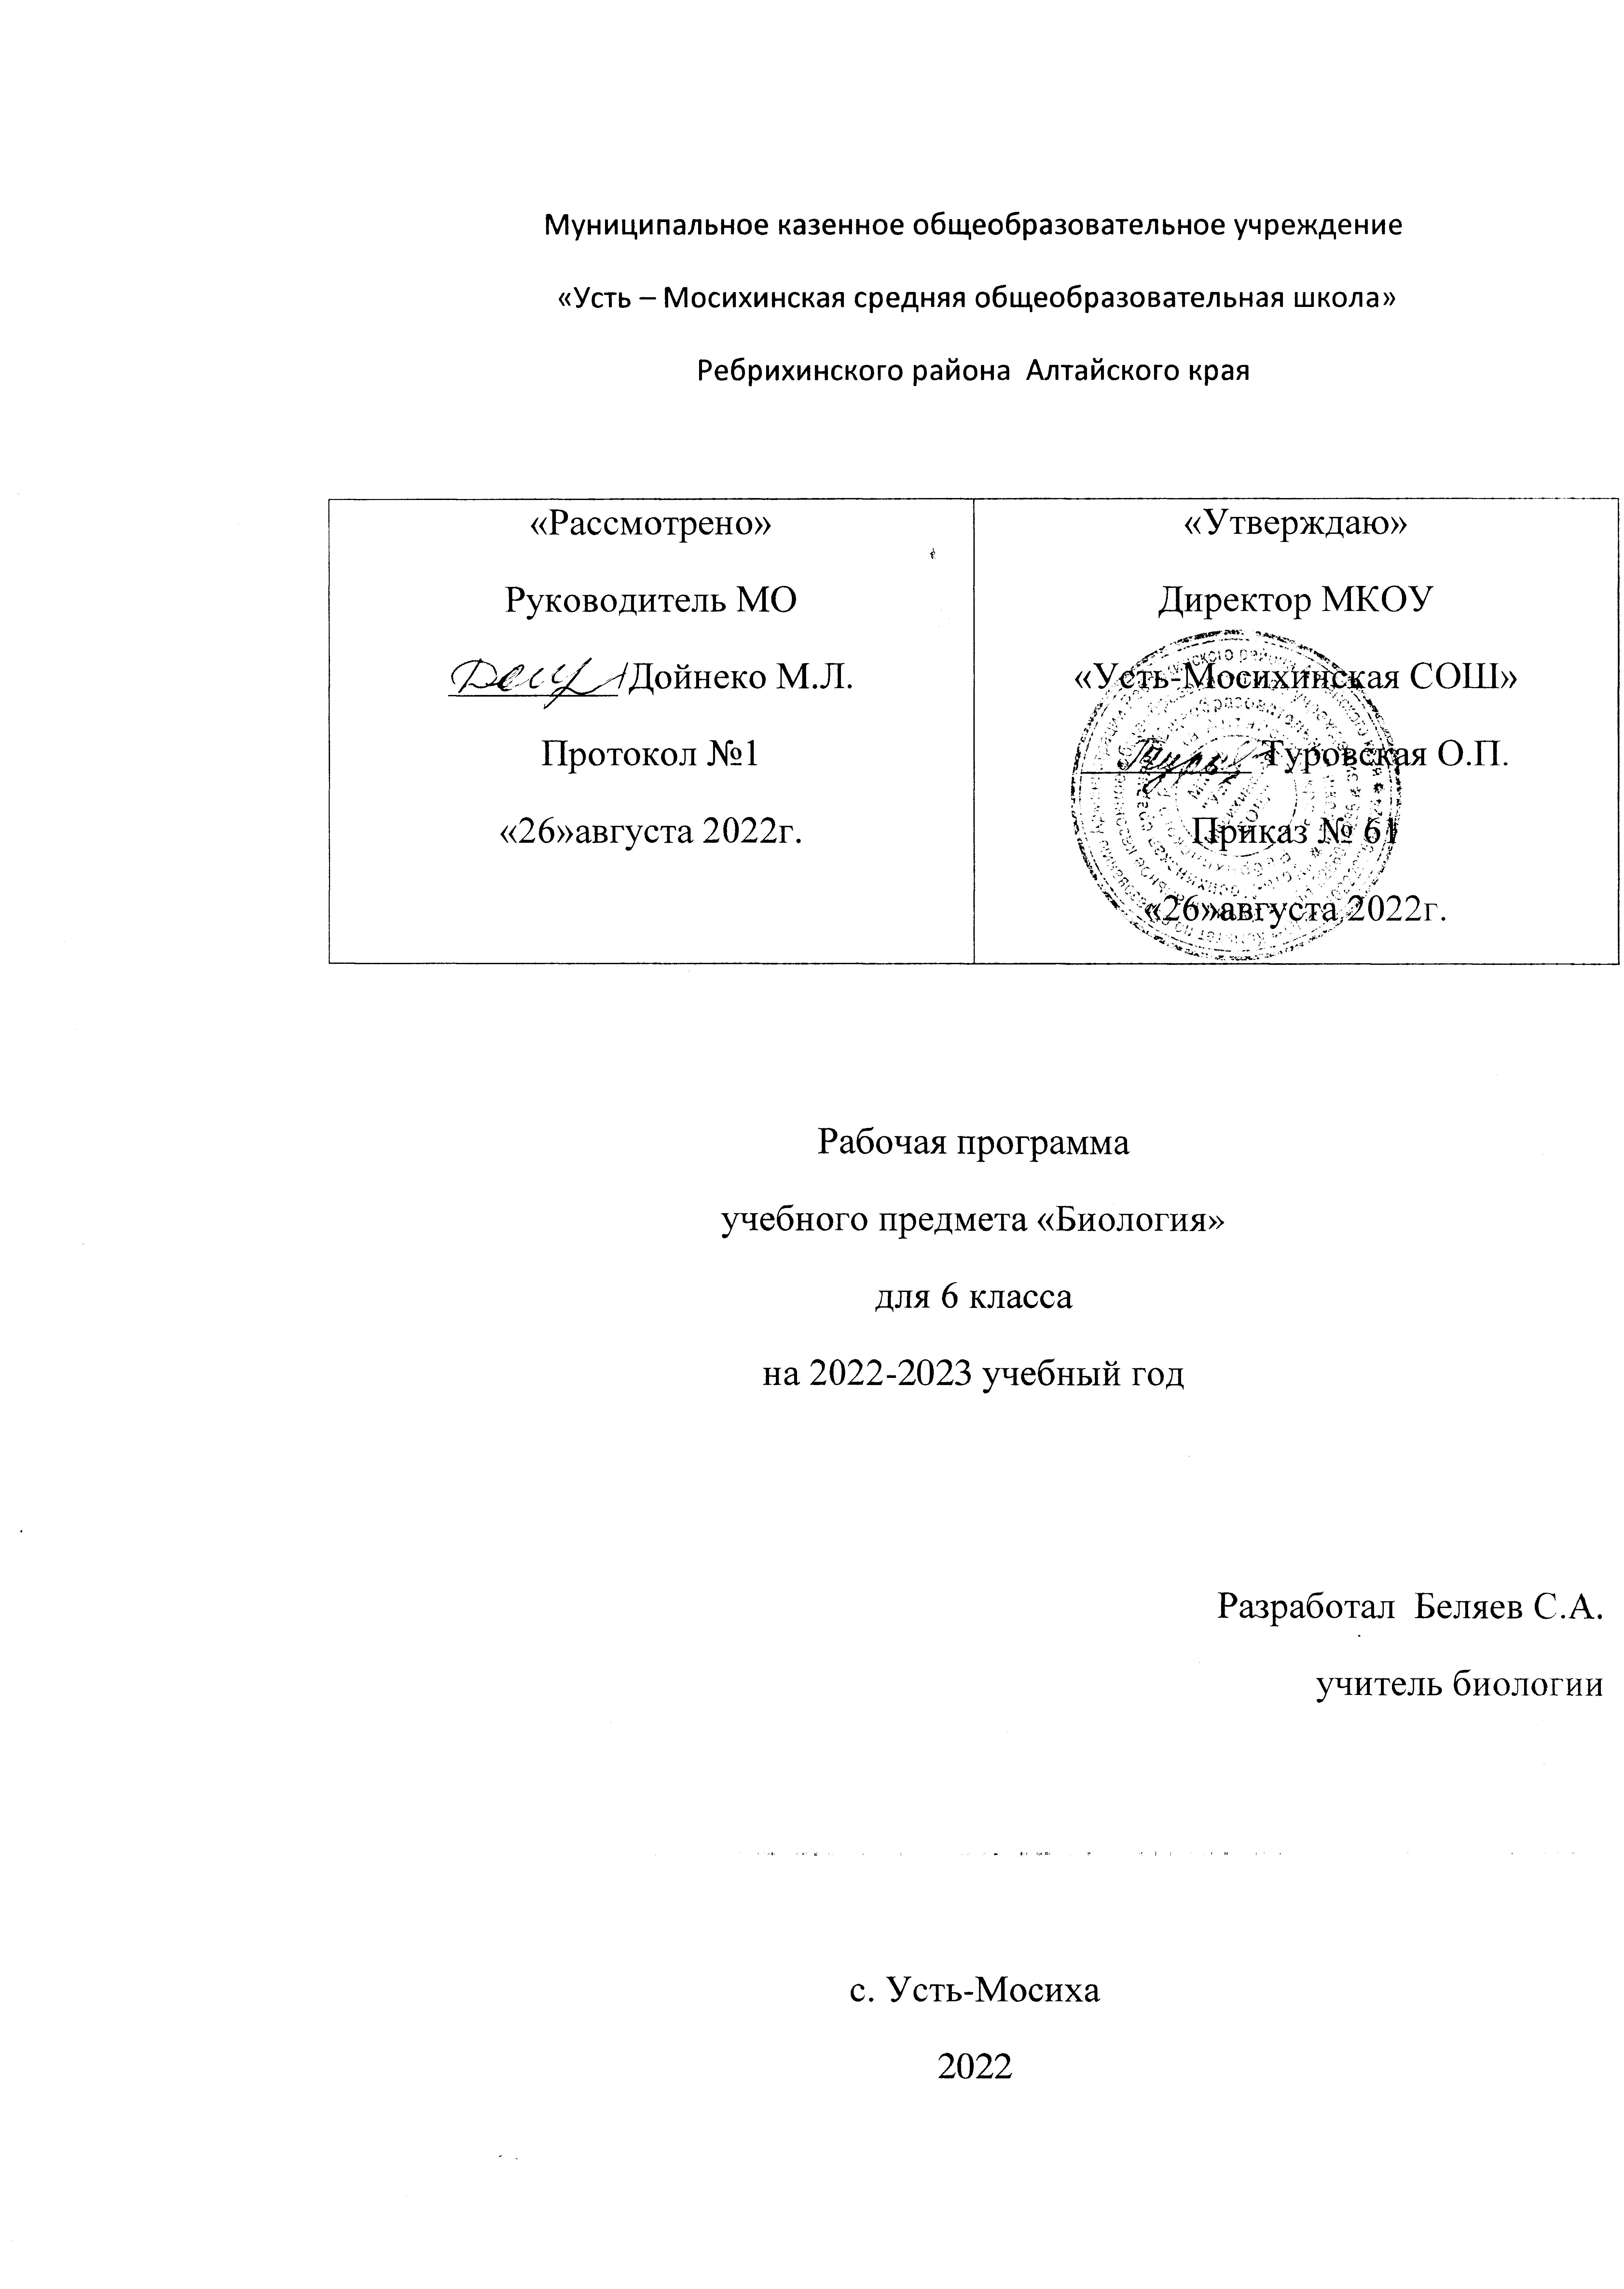 Муниципальное казенное общеобразовательное учреждение
«Усть – Мосихинская средняя общеобразовательная школа»
Ребрихинского района  Алтайского края
«Рассмотрено»
Руководитель МО
/Дойнеко М.Л.
Протокол №1
«26»августа 2022г.
«Утверждаю»
Директор МКОУ
«Усть-Мосихинская СОШ»
Туровская О.П.
Приказ № 61
«26»августа 2022г.
Рабочая программа
учебного предмета «Биология»
для 6 класса
на 2022-2023 учебный год
Разработал  Беляев С.А.
учитель биологии
с. Усть-Мосиха
2022